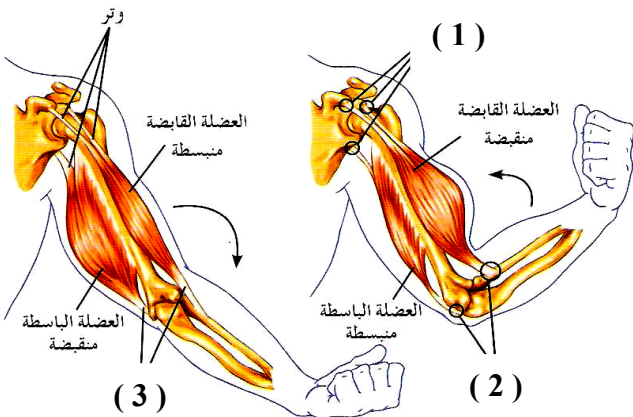 وتر
( 1 )
العضلة القابضة
منقبضة
العضلة القابضة
منبسطة
العضلة الباسطة
منبسطة
العضلة الباسطة
منقبضة
( 2 )
( 3 )